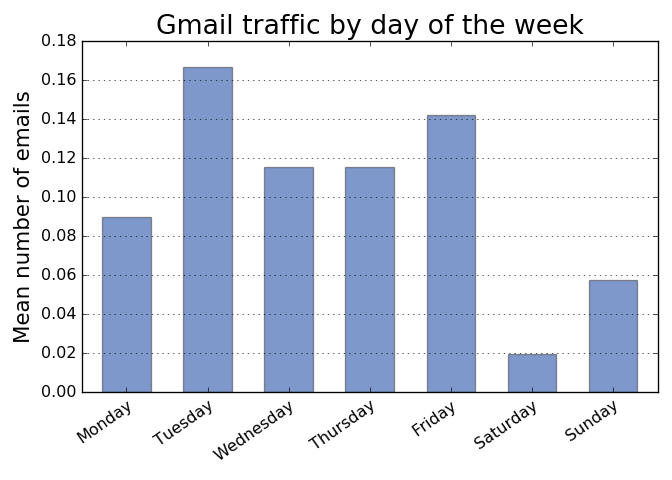 Gmail traffic by day of the week
Mean number of emails
0.18
0.16
0.14
0.12
0.10
0.08
0.06
0.04
0.02
0.00
Monday
Tuesday
Wednesday
Thursday
Friday
Saturday
Sunday